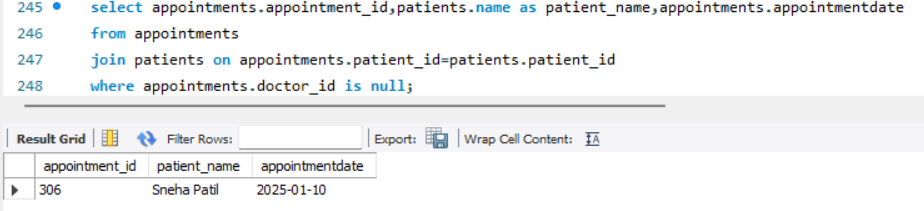 245 select appointments.appointment_id,patients.name as patient_name,appointments.appointmentdate
246 from appointments
247 join patients on appointments.patient_id=patients.patient_id
248 where appointments.doctor_id is null;
Result Grid Filter Rows: Export: Wrap Cell Content:
appointment_id patient_name appointmentdate
306 Sneha Patil 2025-01-10